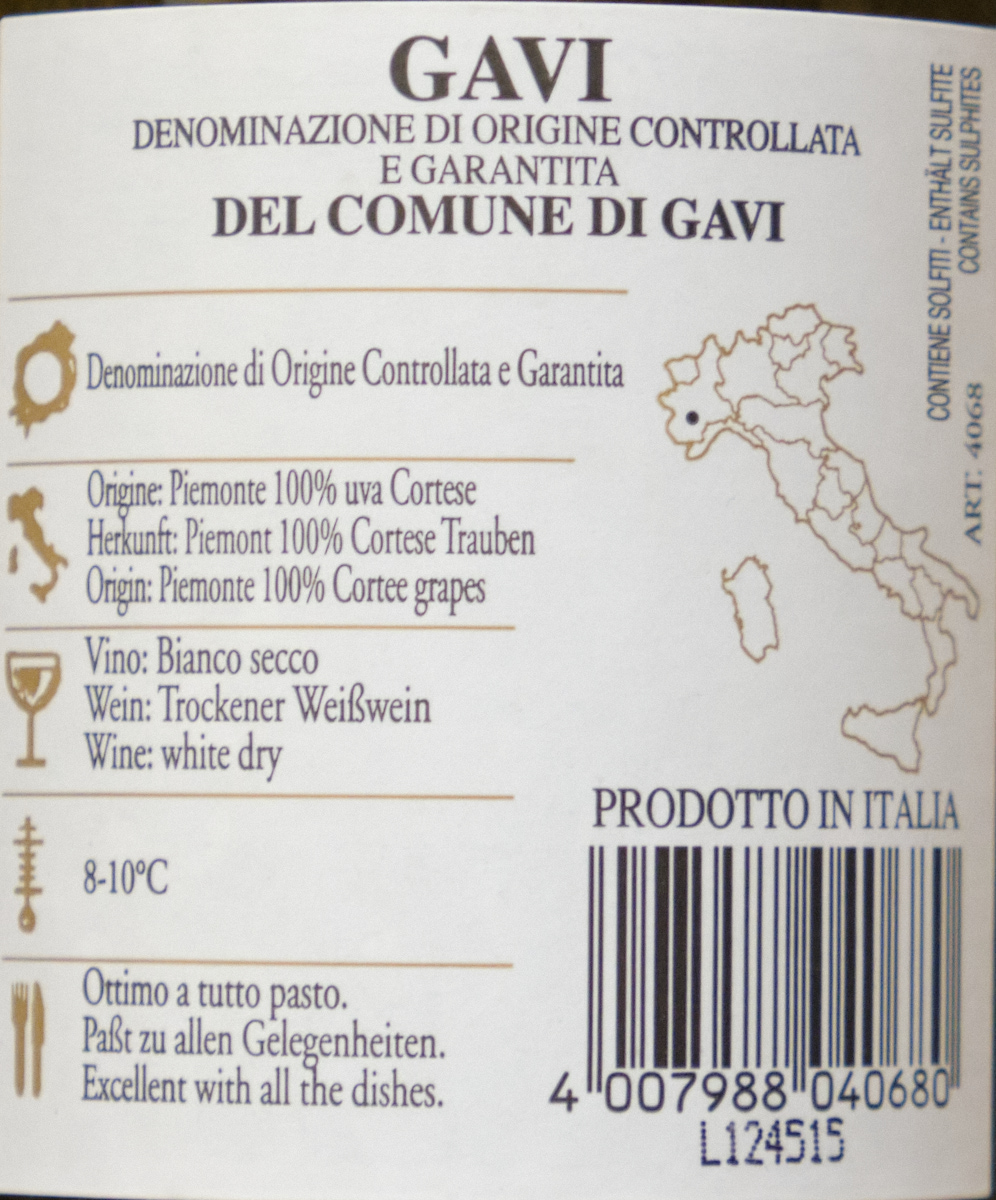 GAVI
DENOMINAZIONE DI ORIGINE CONTROLLATA
E GARANTITA
DEL COMUNE DI GAVI
Denominazione di Origine Controllata e Garantita
Origine: Piemonte 100% uva Cortese
Herkunft: Piemont 100% Cortese Trauben
Origin: Piemonte 100% Cortee grapes
Vino: Bianco secco
Wein: Trockener Weißwein
Wine: white dry
8-10°C
Ottimo a tutto pasto.
Paßt zu allen Gelegenheiten.
Excellent with all the dishes.
CONTIENE SOLFITI - ENTHÄLT SULFITE
CONTAINS SULPHITES
ART. 4068
PRODOTTO IN ITALIA
4 007988 040680
L124515